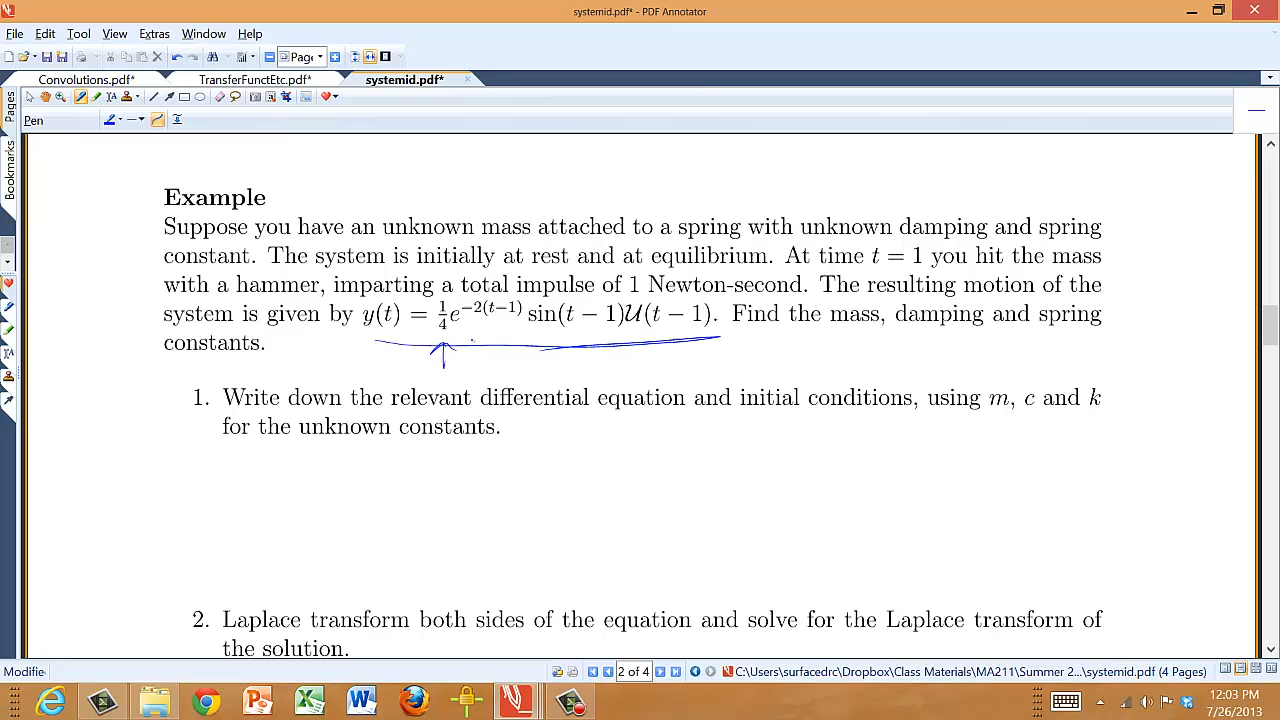 systemid.pdf* - PDF Annotator
File Edit Tool View Extras Window Help
Page
Convolutions.pdf* TransferFunctEtc.pdf* systemid.pdf*
Pen
Pages
Bookmarks
Example
Suppose you have an unknown mass attached to a spring with unknown damping and spring
constant. The system is initially at rest and at equilibrium. At time t = 1 you hit the mass
with a hammer, imparting a total impulse of 1 Newton-second. The resulting motion of the
system is given by y(t) = 1/4 e^{-2(t-1)} sin(t − 1)𝒰(t − 1). Find the mass, damping and spring
constants.
1. Write down the relevant differential equation and initial conditions, using m, c and k
for the unknown constants.
2. Laplace transform both sides of the equation and solve for the Laplace transform of
the solution.
Modifie 2 of 4 C:\Users\surfacedrc\Dropbox\Class Materials\MA211\Summer 2...\systemid.pdf (4 Pages)
12:03 PM
7/26/2013